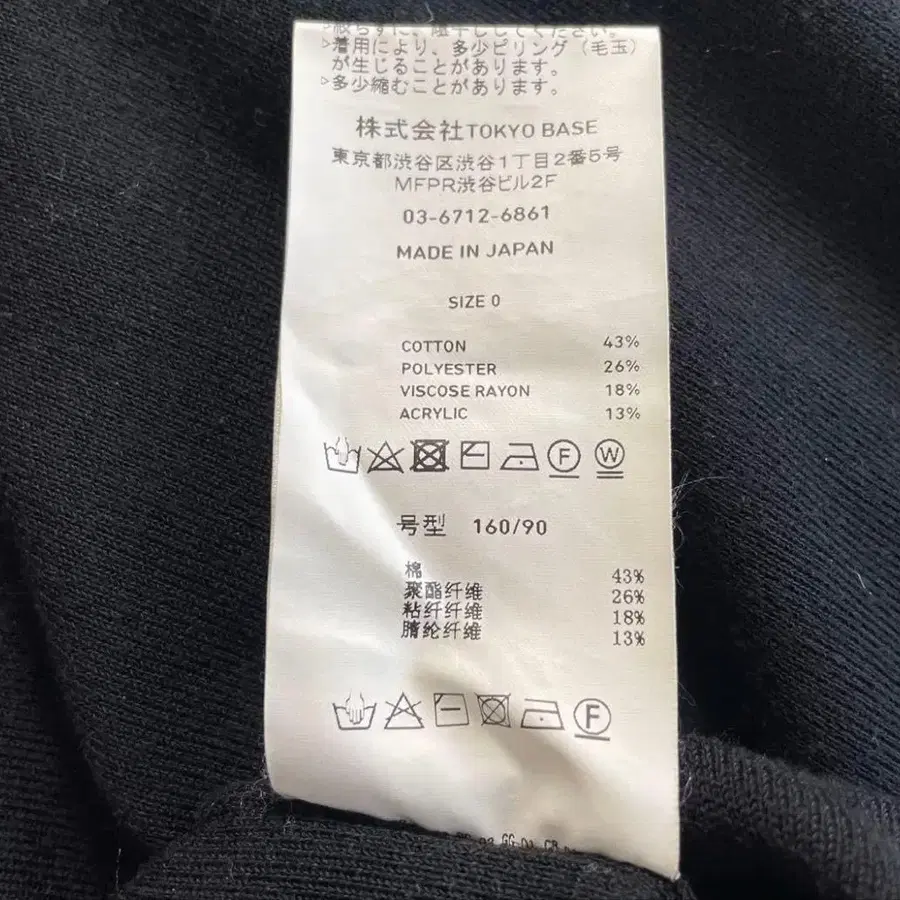 ▷着用により、多少ピリング（毛玉）
が生じることがあります。
▷多少縮むことがあります。
株式会社TOKYO BASE
東京都渋谷区渋谷1丁目2番5号
MFPR渋谷ビル2F
03-6712-6861
MADE IN JAPAN
SIZE 0
COTTON 43%
POLYESTER 26%
VISCOSE RAYON 18%
ACRYLIC 13%
F W
号型 160/90
棉 43%
聚酯纤维 26%
粘纤纤维 18%
腈纶纤维 13%
F